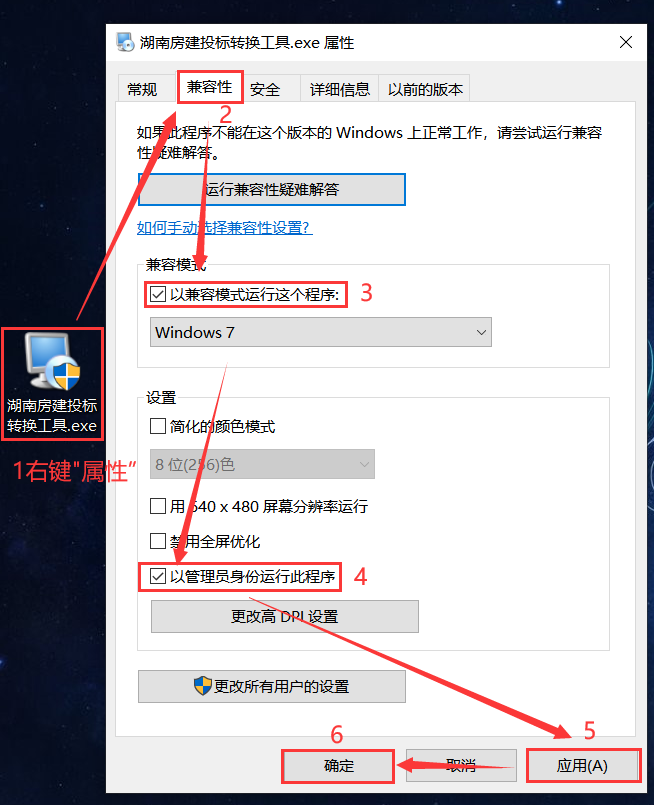 湖南房建投标转换工具.exe 属性
常规
兼容性
安全
详细信息
以前的版本
2
如果此程序不能在这个版本的 Windows 上正常工作，请尝试运行兼容
性疑难解答。
运行兼容性疑难解答
如何手动选择兼容性设置?
兼容模式
以兼容模式运行这个程序:
3
Windows 7
湖南房建投标
转换工具.exe
1右键"属性"
设置
简化的颜色模式
8 位(256)色
用 640 x 480 屏幕分辨率运行
禁用全屏优化
以管理员身份运行此程序
4
更改高 DPI 设置
更改所有用户的设置
6
5
确定
取消
应用(A)